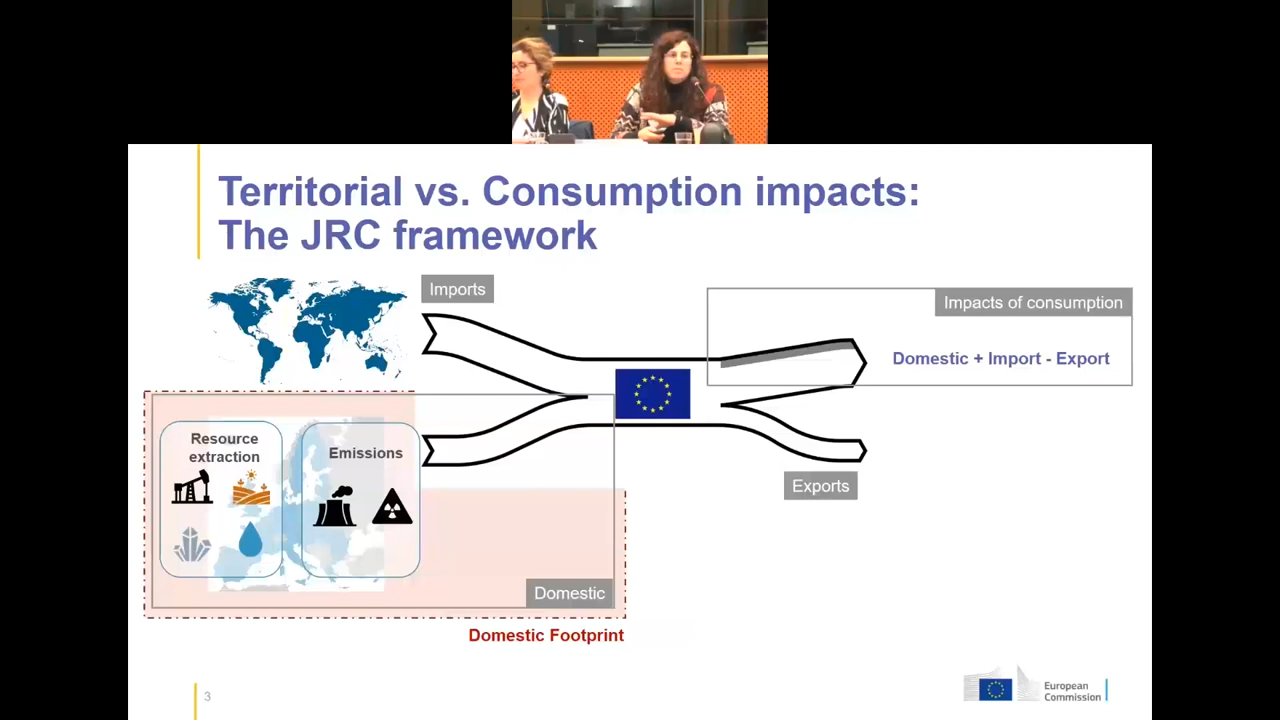 Territorial vs. Consumption impacts:
The JRC framework
Imports
Impacts of consumption
Domestic + Import - Export
Resource
extraction
Emissions
Exports
Domestic
Domestic Footprint
3
European
Commission